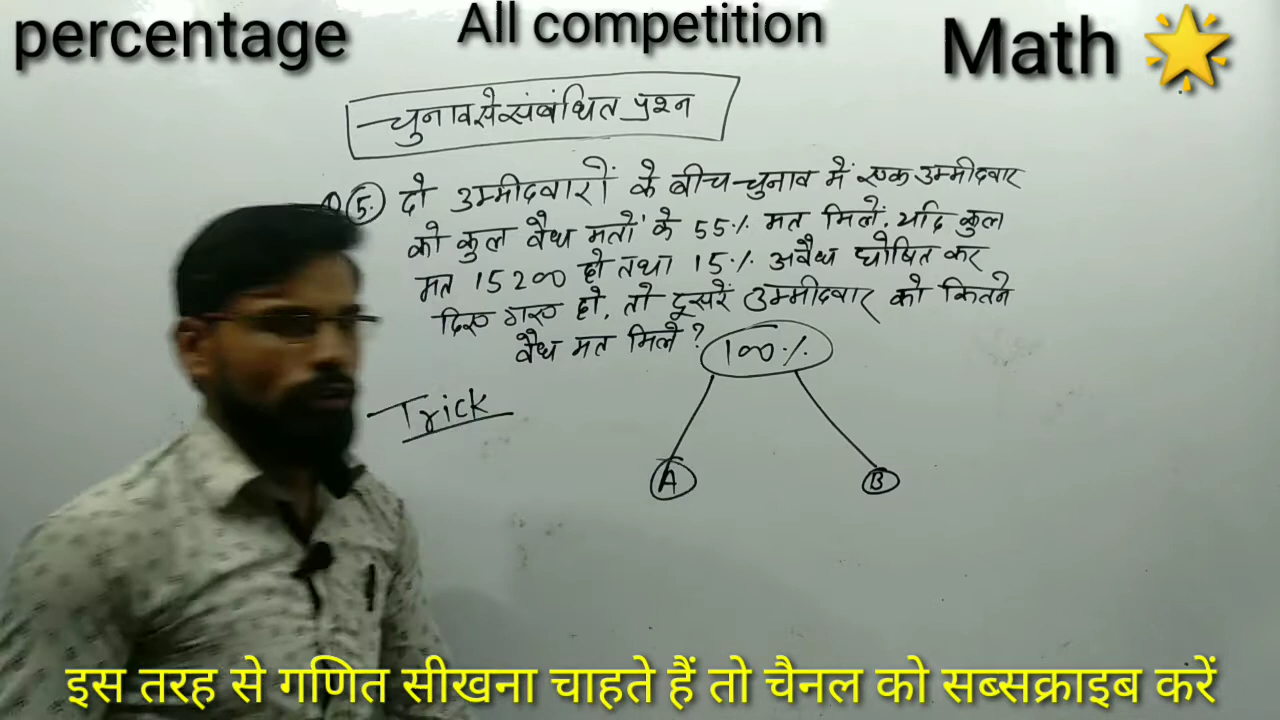 percentage
All competition
Math
चुनाव से संबंधित प्रश्न
Q (5.) दो उम्मीदवारों के बीच चुनाव में एक उम्मीदवार
को कुल वैध मतों के 55% मत मिलें. यदि कुल
मत 15200 हो तथा 15% अवैध घोषित कर
दिए गए हो, तो दूसरें उम्मीदवार को कितने
वैध मत मिलें?
100%
Trick
A
B
इस तरह से गणित सीखना चाहते हैं तो चैनल को सब्सक्राइब करें